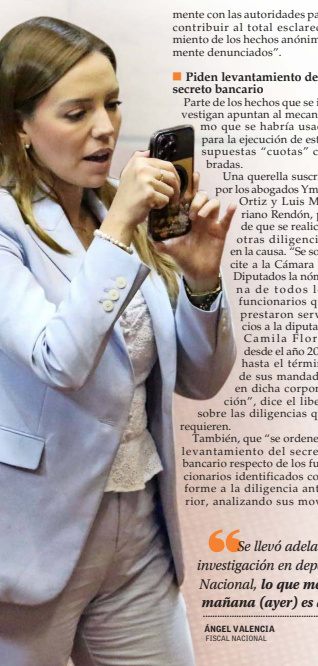 mente con las autoridades pa
contribuir al total esclarec
miento de los hechos anónim
mente denunciados”.
Piden levantamiento de
secreto bancario
Parte de los hechos que se i
vestigan apuntan al mecan
mo que se habría usad
para la ejecución de est
supuestas “cuotas” c
bradas.
Una querella suscr
por los abogados Ym
Ortiz y Luis M
riano Rendón, p
de que se realic
otras diligenci
en la causa. “Se so
cite a la Cámara
Diputados la nóm
na de todos l
funcionarios q
prestaron serv
cios a la diputa
Camila Flor
desde el año 20
hasta el térmi
de sus mandad
en dicha corpor
ción”, dice el libe
sobre las diligencias q
requieren.
También, que “se ordene
levantamiento del secre
bancario respecto de los fu
cionarios identificados co
forme a la diligencia ant
rior, analizando sus mov
“Se llevó adela
investigación en dep
Nacional, lo que ma
mañana (ayer) es
ÁNGEL VALENCIA
FISCAL NACIONAL